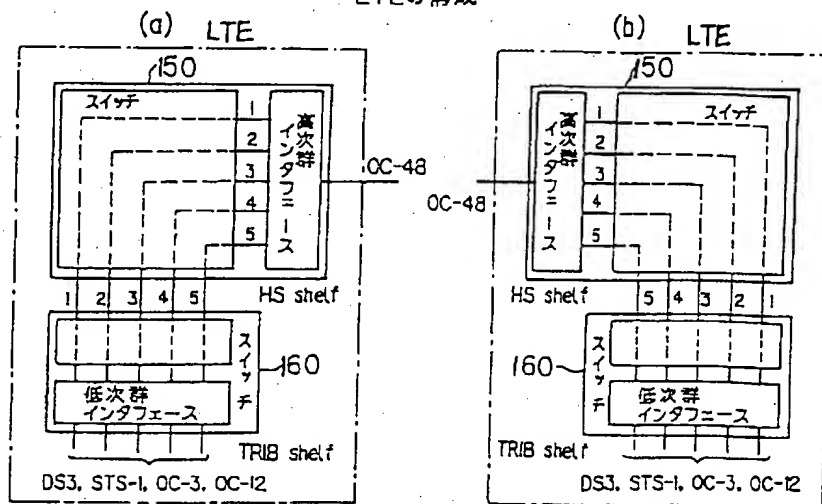 LTEの構成
(a) LTE
150
スイッチ
1
2
3
4
5
高次群
インタフェース
OC-48
1 2 3 4 5
HS shelf
スイッチ
160
低次群
インタフェース
TRIB shelf
DS3, STS-1, OC-3, OC-12
(b) LTE
150
高次群
インタフェース
1
2
3
4
5
スイッチ
OC-48
HS shelf
5 4 3 2 1
160
スイッチ
低次群
インタフェース
TRIB shelf
DS3, STS-1, OC-3, OC-12